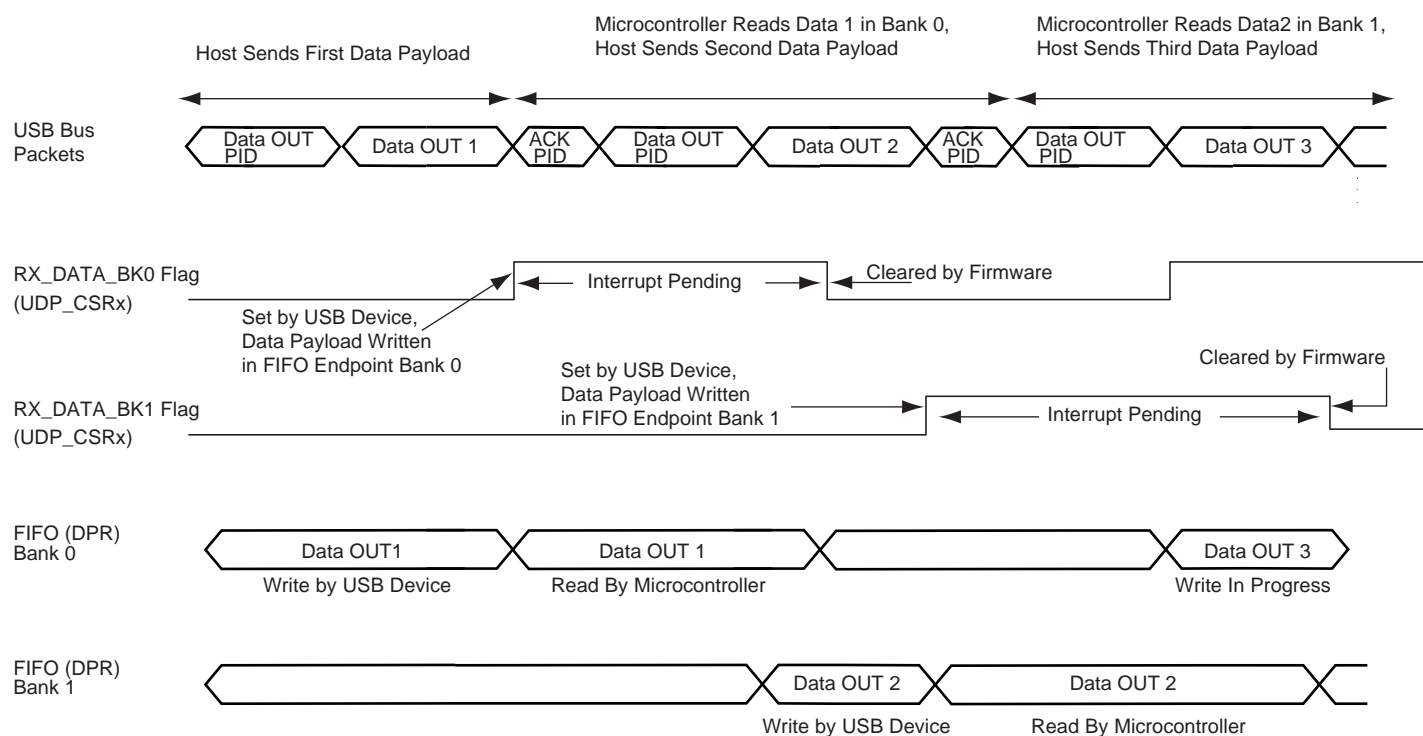 Host Sends First Data Payload
Microcontroller Reads Data 1 in Bank 0,
Host Sends Second Data Payload
Microcontroller Reads Data2 in Bank 1,
Host Sends Third Data Payload
USB Bus
Packets
Data OUT
PID
Data OUT 1
ACK
PID
Data OUT
PID
Data OUT 2
ACK
PID
Data OUT
PID
Data OUT 3
RX_DATA_BK0 Flag
(UDP_CSRx)
Interrupt Pending
Cleared by Firmware
Set by USB Device,
Data Payload Written
in FIFO Endpoint Bank 0
Cleared by Firmware
Set by USB Device,
Data Payload Written
in FIFO Endpoint Bank 1
RX_DATA_BK1 Flag
(UDP_CSRx)
Interrupt Pending
FIFO (DPR)
Bank 0
Data OUT1
Data OUT 1
Data OUT 3
Write by USB Device
Read By Microcontroller
Write In Progress
FIFO (DPR)
Bank 1
Data OUT 2
Data OUT 2
Write by USB Device
Read By Microcontroller